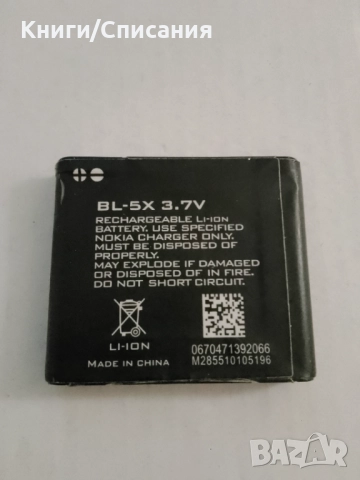 Книги/Списания
BL-5X 3.7V
RECHARGEABLE LI-ION
BATTERY. USE SPECIFIED
NOKIA CHARGER ONLY.
MUST BE DISPOSED OF
PROPERLY.
MAY EXPLODE IF DAMAGED
OR DISPOSED OF IN FIRE.
DO NOT SHORT CIRCUIT.
LI-ION
MADE IN CHINA
0670471392066
M285510105196
BAZAR